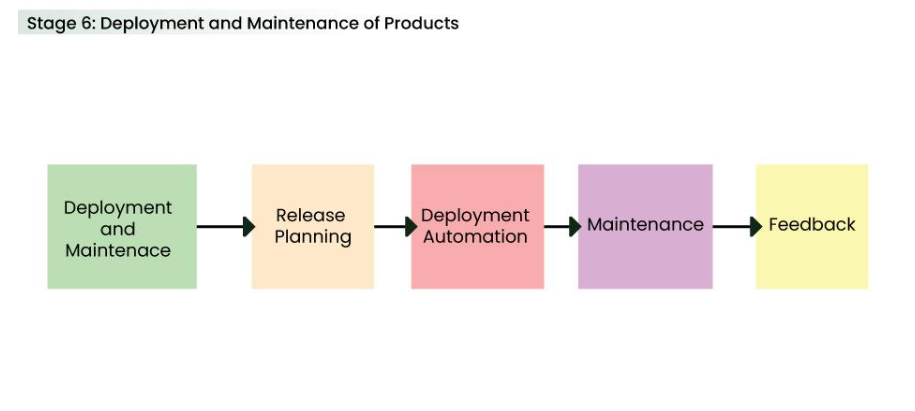 Stage 6: Deployment and Maintenance of Products
Deployment
and
Maintenace
Release
Planning
Deployment
Automation
Maintenance
Feedback